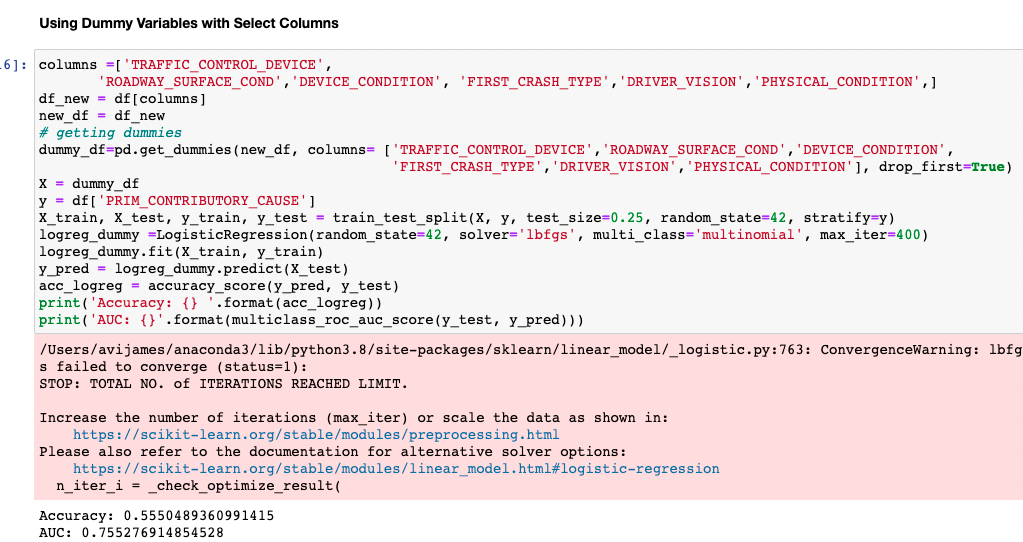 Using Dummy Variables with Select Columns
6]: columns =['TRAFFIC_CONTROL_DEVICE',
'ROADWAY_SURFACE_COND','DEVICE_CONDITION', 'FIRST_CRASH_TYPE','DRIVER_VISION','PHYSICAL_CONDITION',]
df_new = df[columns]
new_df = df_new
# getting dummies
dummy_df=pd.get_dummies(new_df, columns= ['TRAFFIC_CONTROL_DEVICE','ROADWAY_SURFACE_COND','DEVICE_CONDITION',
'FIRST_CRASH_TYPE','DRIVER_VISION','PHYSICAL_CONDITION'], drop_first=True)
X = dummy_df
y = df['PRIM_CONTRIBUTORY_CAUSE']
X_train, X_test, y_train, y_test = train_test_split(X, y, test_size=0.25, random_state=42, stratify=y)
logreg_dummy =LogisticRegression(random_state=42, solver='lbfgs', multi_class='multinomial', max_iter=400)
logreg_dummy.fit(X_train, y_train)
y_pred = logreg_dummy.predict(X_test)
acc_logreg = accuracy_score(y_pred, y_test)
print('Accuracy: {} '.format(acc_logreg))
print('AUC: {}'.format(multiclass_roc_auc_score(y_test, y_pred)))
/Users/avijames/anaconda3/lib/python3.8/site-packages/sklearn/linear_model/_logistic.py:763: ConvergenceWarning: lbfg
s failed to converge (status=1):
STOP: TOTAL NO. of ITERATIONS REACHED LIMIT.
Increase the number of iterations (max_iter) or scale the data as shown in:
https://scikit-learn.org/stable/modules/preprocessing.html
Please also refer to the documentation for alternative solver options:
https://scikit-learn.org/stable/modules/linear_model.html#logistic-regression
n_iter_i = _check_optimize_result(
Accuracy: 0.5550489360991415
AUC: 0.755276914854528